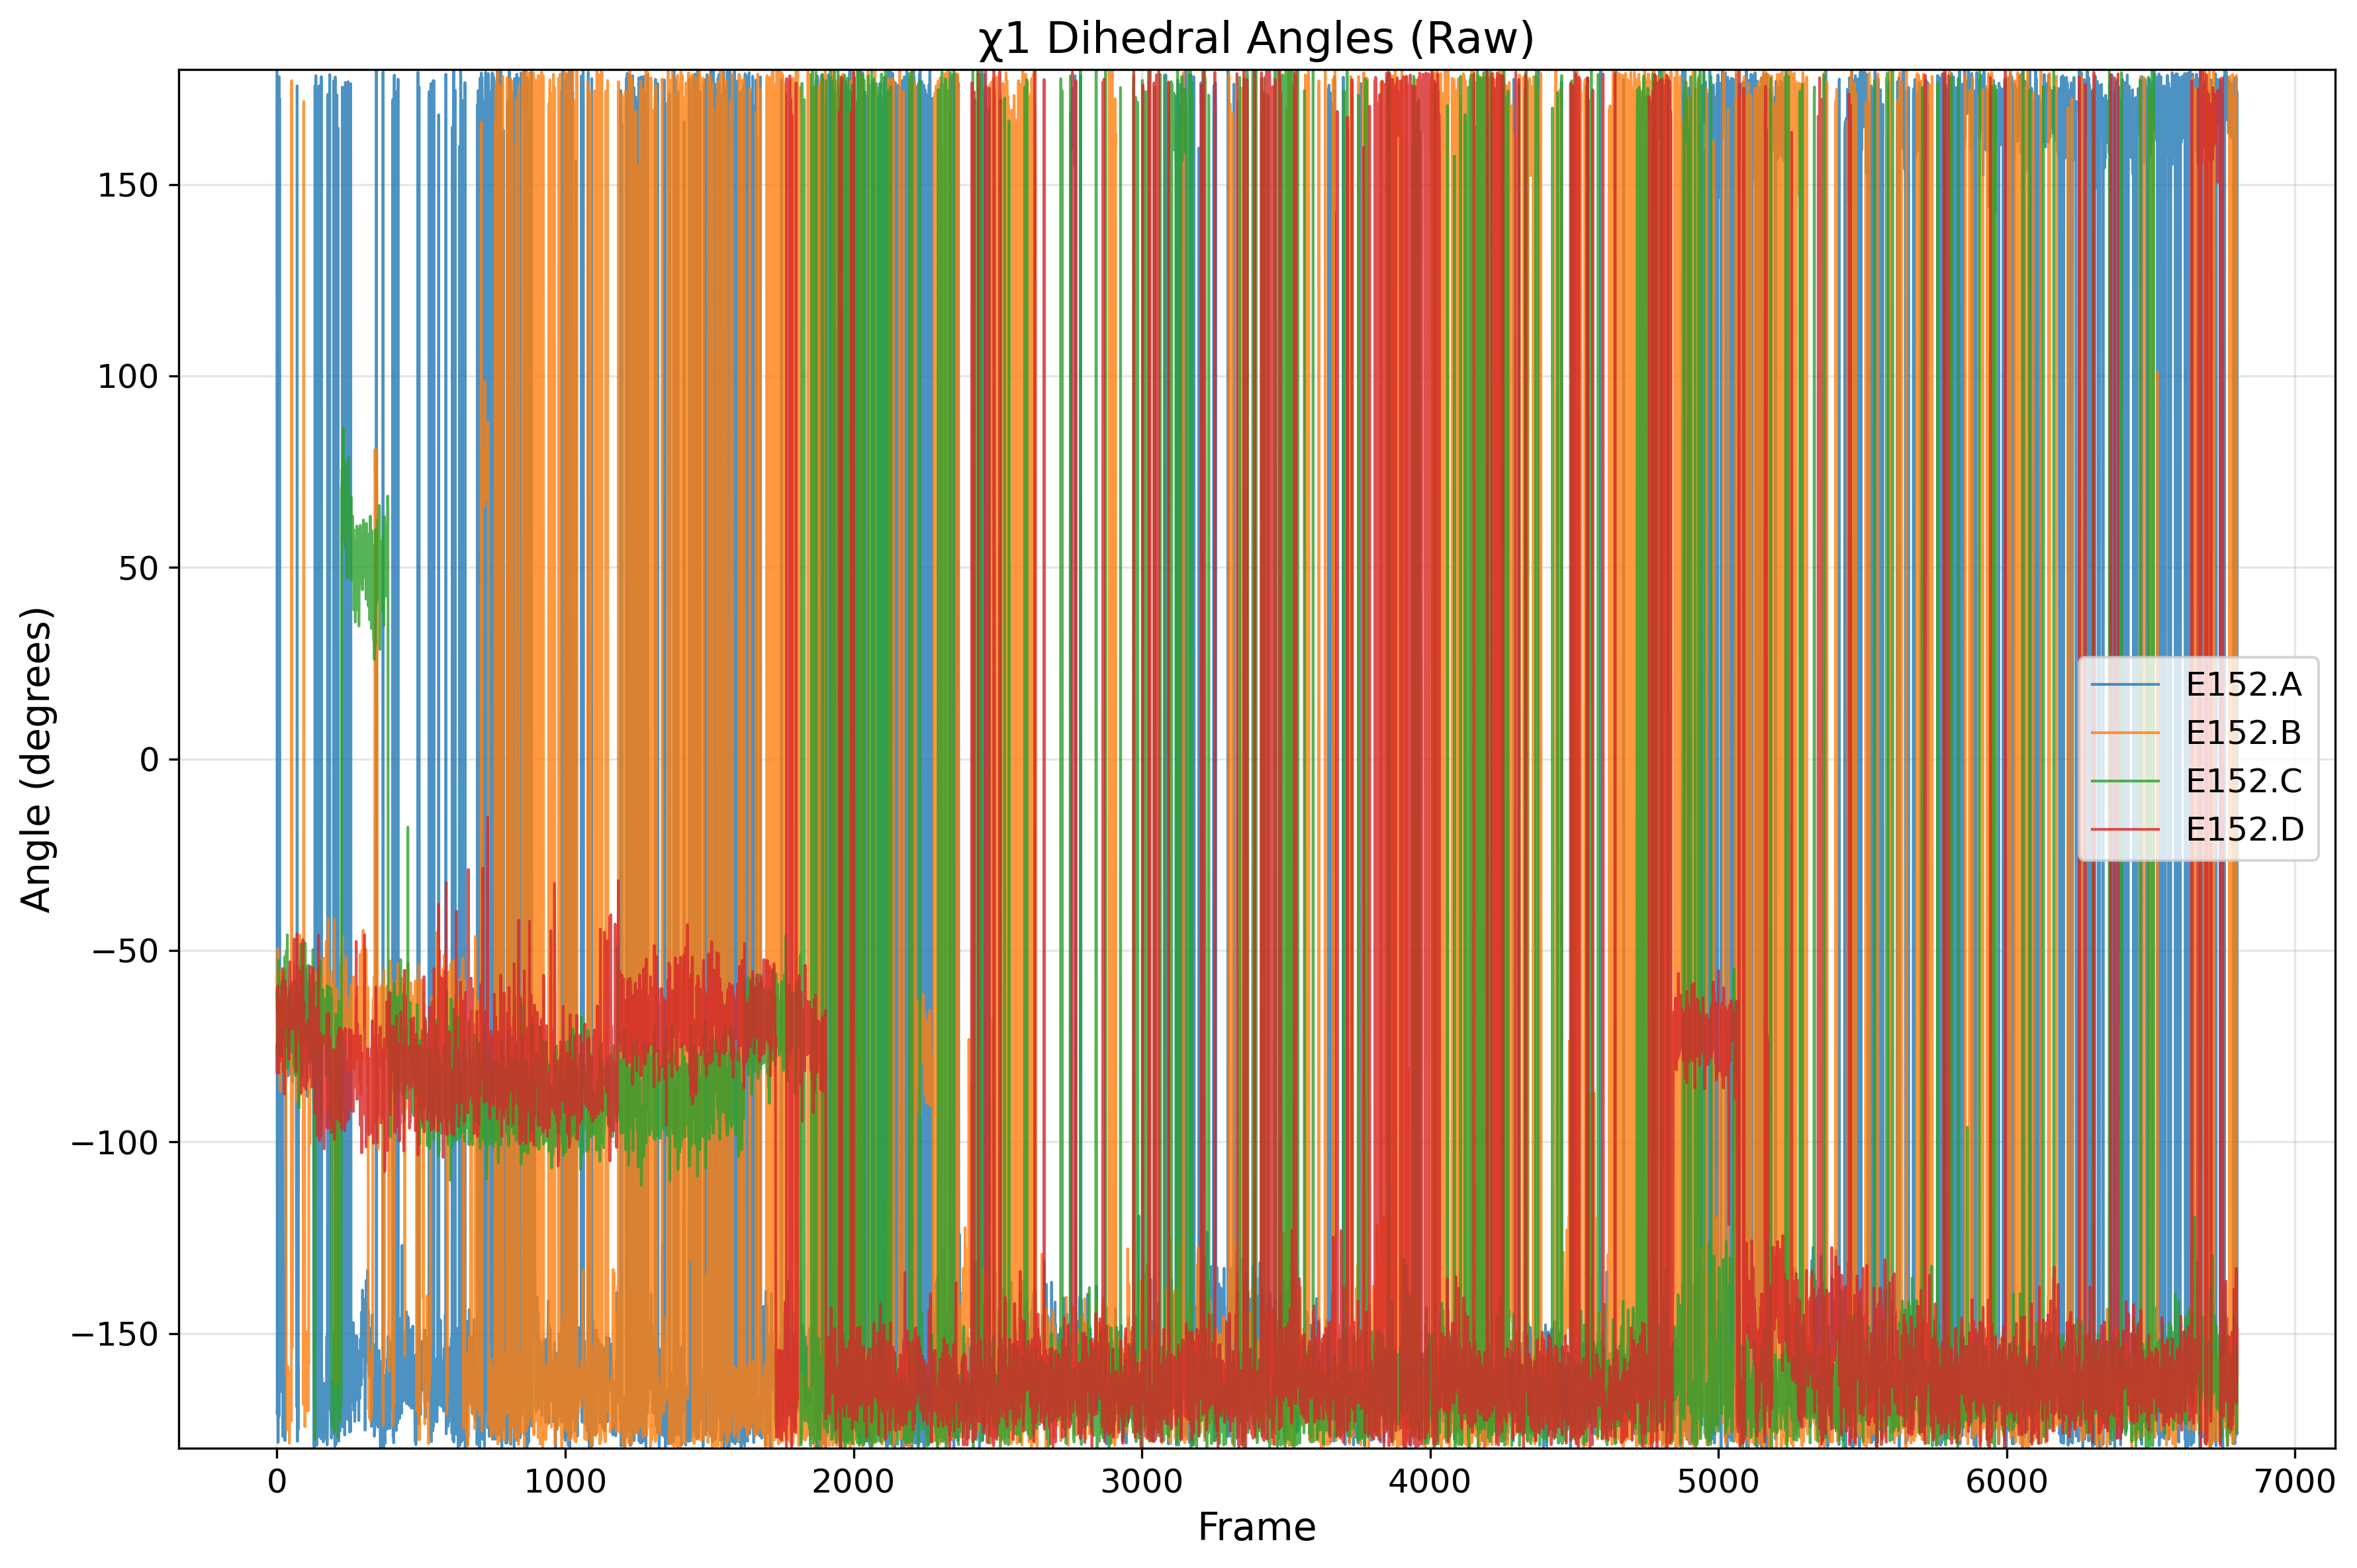 χ1 Dihedral Angles (Raw)
Angle (degrees)
150
100
50
0
−50
−100
−150
E152.A
E152.B
E152.C
E152.D
0 1000 2000 3000 4000 5000 6000 7000
Frame